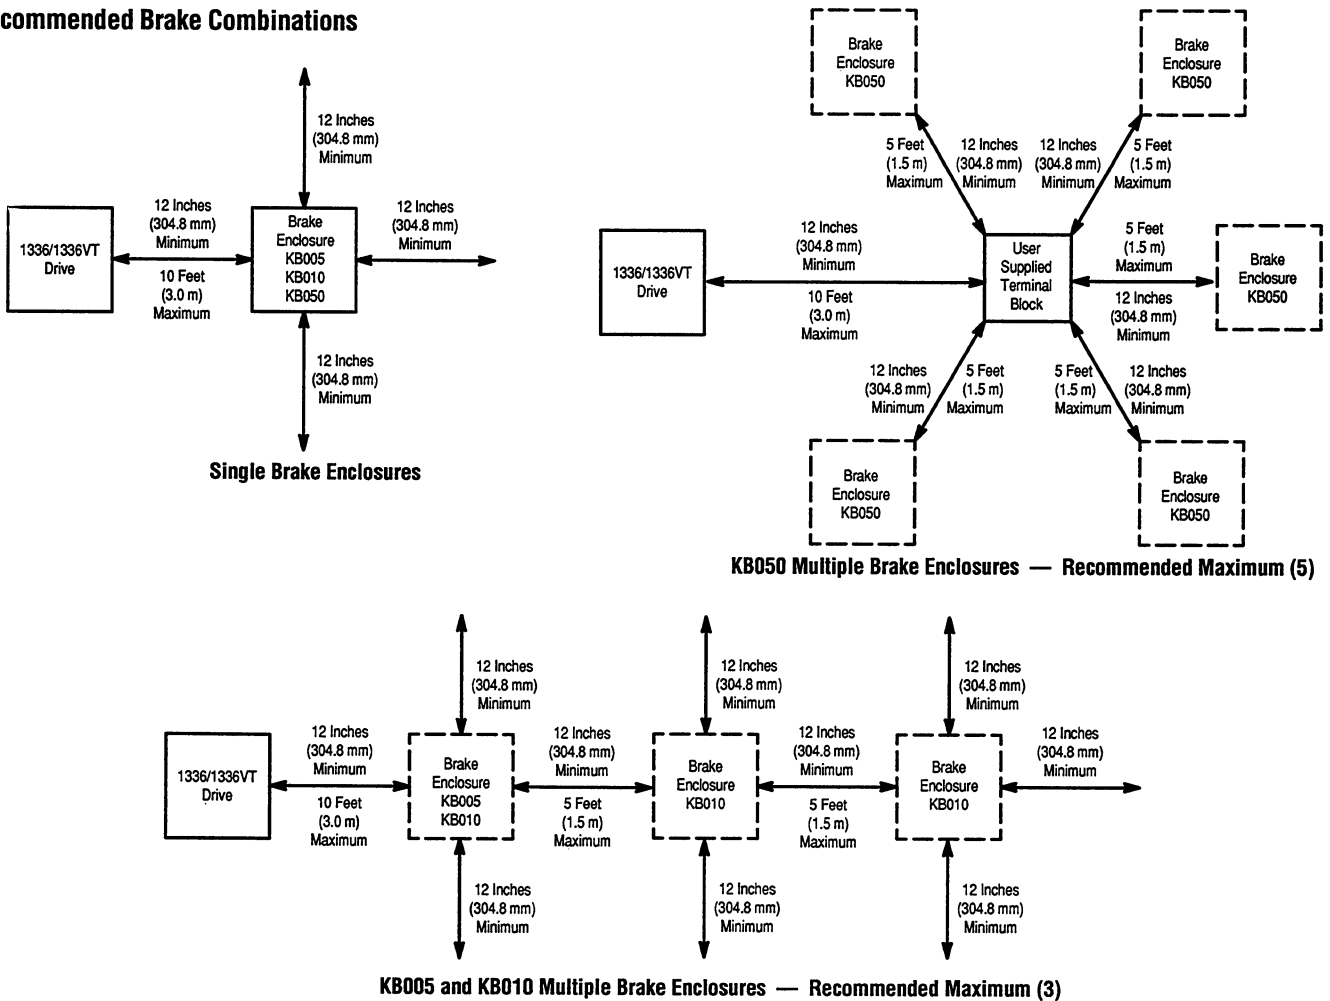 commended Brake Combinations
12 Inches
(304.8 mm)
Minimum
1336/1336VT
Drive
12 Inches
(304.8 mm)
Minimum
10 Feet
(3.0 m)
Maximum
Brake
Enclosure
KB005
KB010
KB050
12 Inches
(304.8 mm)
Minimum
12 Inches
(304.8 mm)
Minimum
Single Brake Enclosures
Brake
Enclosure
KB050
Brake
Enclosure
KB050
5 Feet
(1.5 m)
Maximum
12 Inches
(304.8 mm)
Minimum
12 Inches
(304.8 mm)
Minimum
5 Feet
(1.5 m)
Maximum
1336/1336VT
Drive
12 Inches
(304.8 mm)
Minimum
10 Feet
(3.0 m)
Maximum
User
Supplied
Terminal
Block
5 Feet
(1.5 m)
Maximum
12 Inches
(304.8 mm)
Minimum
Brake
Enclosure
KB050
12 Inches
(304.8 mm)
Minimum
5 Feet
(1.5 m)
Maximum
5 Feet
(1.5 m)
Maximum
12 Inches
(304.8 mm)
Minimum
Brake
Enclosure
KB050
Brake
Enclosure
KB050
KB050 Multiple Brake Enclosures — Recommended Maximum (5)
12 Inches
(304.8 mm)
Minimum
12 Inches
(304.8 mm)
Minimum
12 Inches
(304.8 mm)
Minimum
1336/1336VT
Drive
12 Inches
(304.8 mm)
Minimum
10 Feet
(3.0 m)
Maximum
Brake
Enclosure
KB005
KB010
12 Inches
(304.8 mm)
Minimum
5 Feet
(1.5 m)
Maximum
Brake
Enclosure
KB010
12 Inches
(304.8 mm)
Minimum
5 Feet
(1.5 m)
Maximum
Brake
Enclosure
KB010
12 Inches
(304.8 mm)
Minimum
12 Inches
(304.8 mm)
Minimum
12 Inches
(304.8 mm)
Minimum
12 Inches
(304.8 mm)
Minimum
KB005 and KB010 Multiple Brake Enclosures — Recommended Maximum (3)